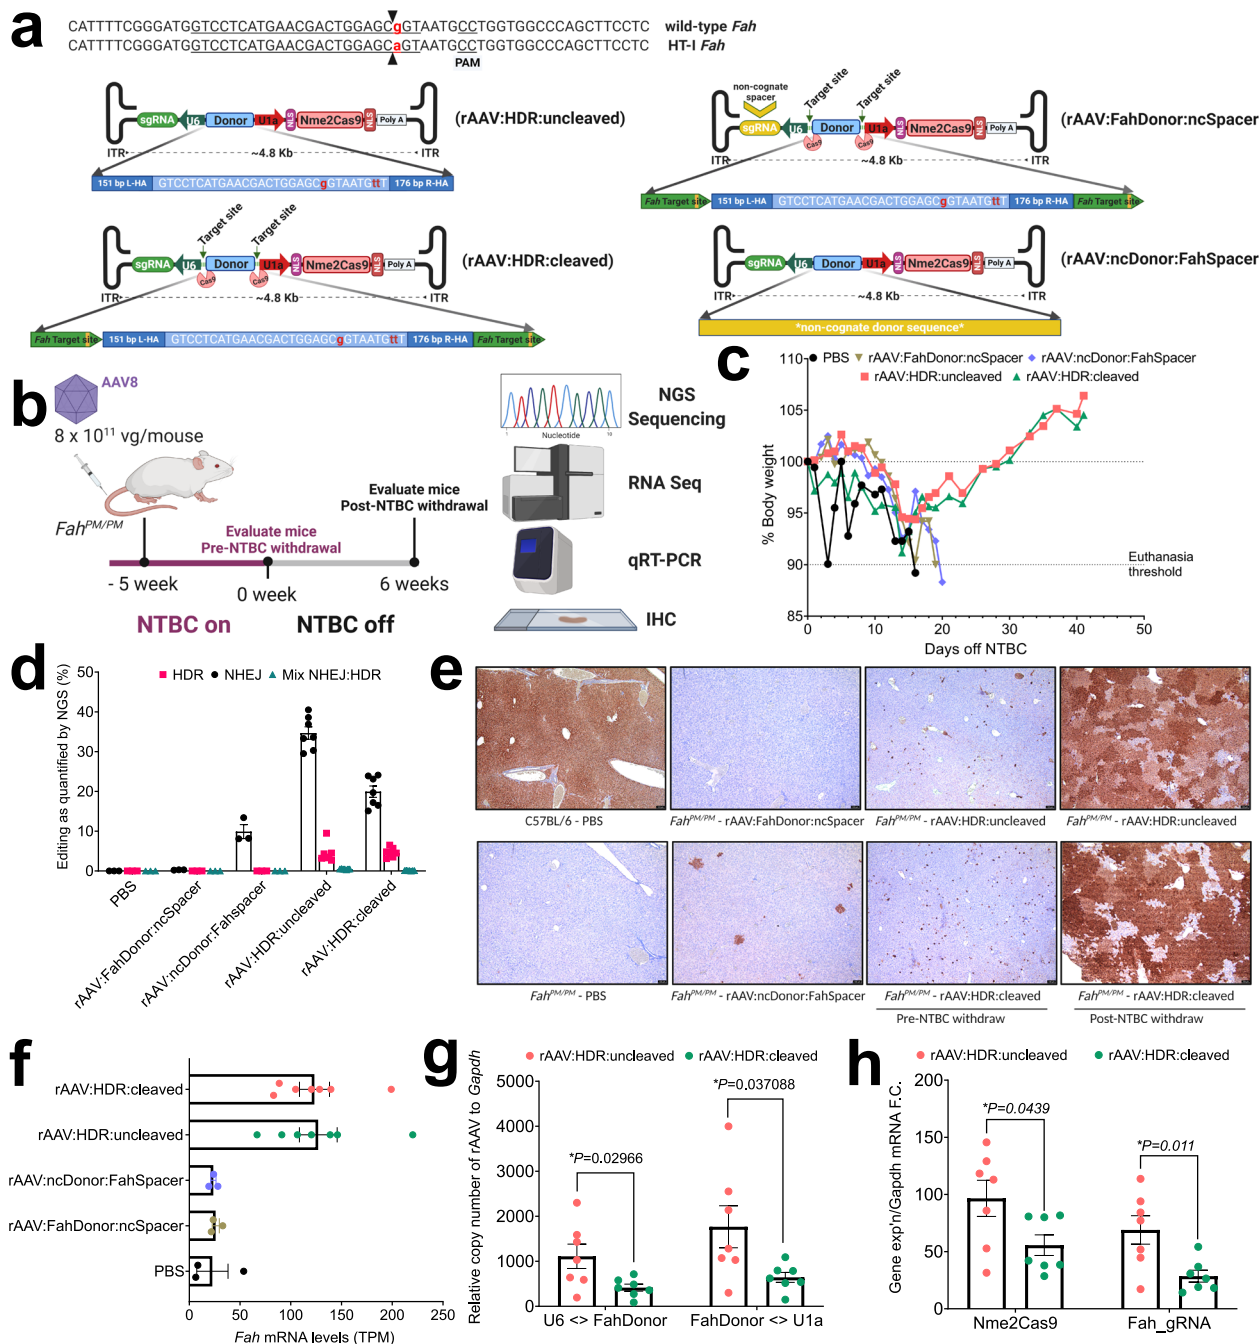 a
CATTTTCGGGATGGTCCTCATGAACGACTGGAGCgGTAATGCCTGGTGGCCCAGCTTCCTC wild-type Fah
CATTTTCGGGATGGTCCTCATGAACGACTGGAGCaGTAATGCCTGGTGGCCCAGCTTCCTC HT-I Fah
PAM
sgRNA U6 Donor U1a NLS Nme2Cas9 NLS Poly A (rAAV:HDR:uncleaved)
ITR ~4.8 Kb ITR
151 bp L-HA GTCCTCATGAACGACTGGAGCgGTAATGttT 176 bp R-HA
Target site Target site
sgRNA U6 Donor U1a NLS Nme2Cas9 NLS Poly A (rAAV:HDR:cleaved)
Cas9 Cas9
ITR ~4.8 Kb ITR
Fah Target site 151 bp L-HA GTCCTCATGAACGACTGGAGCgGTAATGttT 176 bp R-HA Fah Target site
non-cognate
spacer
Target site Target site
sgRNA U6 Donor U1a NLS Nme2Cas9 NLS Poly A (rAAV:FahDonor:ncSpacer)
Cas9 Cas9
ITR ~4.8 Kb ITR
Fah Target site 151 bp L-HA GTCCTCATGAACGACTGGAGCgGTAATGttT 176 bp R-HA Fah Target site
sgRNA U6 Donor U1a NLS Nme2Cas9 NLS Poly A (rAAV:ncDonor:FahSpacer)
ITR ~4.8 Kb ITR
*non-cognate donor sequence*
b
AAV8
8 x 10¹¹ vg/mouse
Fah^PM/PM
Evaluate mice
Pre-NTBC withdrawal
Evaluate mice
Post-NTBC withdrawal
- 5 week
0 week
6 weeks
NTBC on NTBC off
1 Nucleotide 16
NGS
Sequencing
RNA Seq
qRT-PCR
IHC
c
PBS rAAV:FahDonor:ncSpacer rAAV:ncDonor:FahSpacer
rAAV:HDR:uncleaved rAAV:HDR:cleaved
% Body weight
110
105
100
95
90
85
Euthanasia
threshold
0 10 20 30 40 50
Days off NTBC
d
HDR NHEJ Mix NHEJ:HDR
Editing as quantified by NGS (%)
50
40
30
20
10
0
PBS
rAAV:FahDonor:ncSpacer
rAAV:ncDonor:Fahspacer
rAAV:HDR:uncleaved
rAAV:HDR:cleaved
e
C57BL/6 - PBS
Fah^PM/PM - rAAV:FahDonor:ncSpacer
Fah^PM/PM - rAAV:HDR:uncleaved
Fah^PM/PM - rAAV:HDR:uncleaved
Fah^PM/PM - PBS
Fah^PM/PM - rAAV:ncDonor:FahSpacer
Fah^PM/PM - rAAV:HDR:cleaved
Fah^PM/PM - rAAV:HDR:cleaved
Pre-NTBC withdraw
Post-NTBC withdraw
f
rAAV:HDR:cleaved
rAAV:HDR:uncleaved
rAAV:ncDonor:FahSpacer
rAAV:FahDonor:ncSpacer
PBS
0 50 100 150 200 250
Fah mRNA levels (TPM)
g
rAAV:HDR:uncleaved rAAV:HDR:cleaved
Relative copy number of rAAV to Gapdh
5000
4000
3000
2000
1000
0
*P=0.02966
*P=0.037088
U6 <> FahDonor FahDonor <> U1a
h
rAAV:HDR:uncleaved rAAV:HDR:cleaved
Gene exp'n/Gapdh mRNA F.C.
200
150
100
50
0
*P=0.0439
*P=0.011
Nme2Cas9 Fah_gRNA